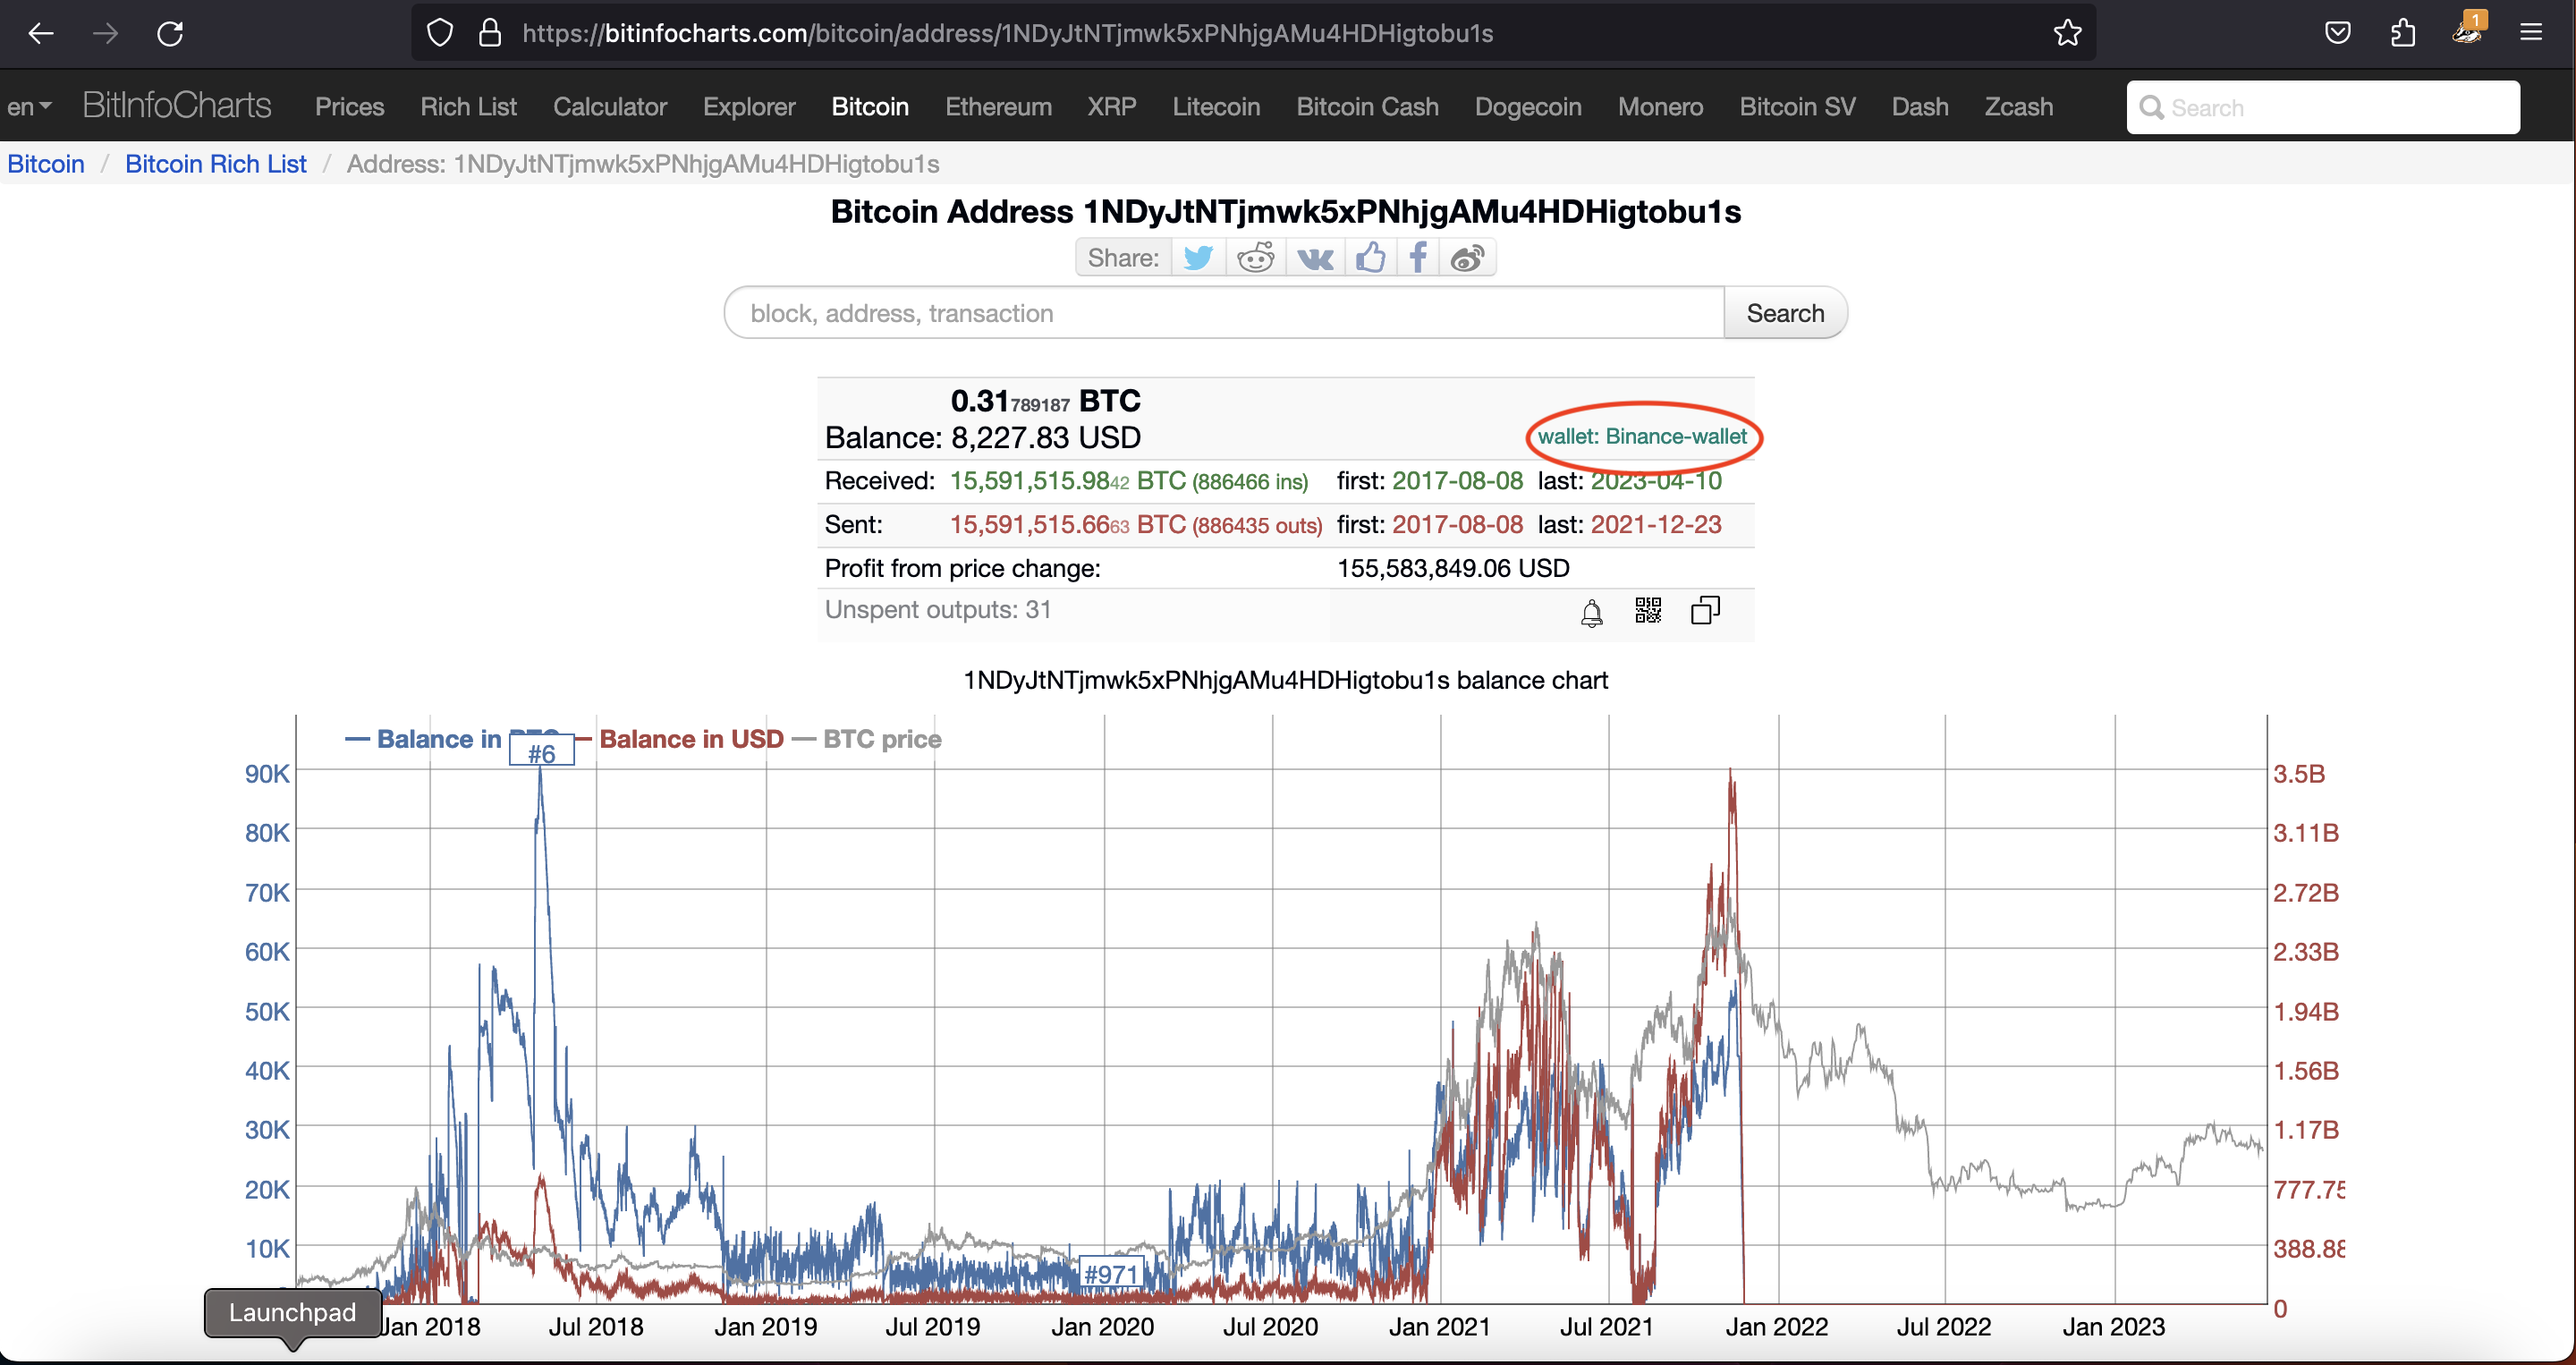 https://bitinfocharts.com/bitcoin/address/1NDyJtNTjmwk5xPNhjgAMu4HDHigtobu1s
1
en BitInfoCharts Prices Rich List Calculator Explorer Bitcoin Ethereum XRP Litecoin Bitcoin Cash Dogecoin Monero Bitcoin SV Dash Zcash Search
Bitcoin / Bitcoin Rich List / Address: 1NDyJtNTjmwk5xPNhjgAMu4HDHigtobu1s
Bitcoin Address 1NDyJtNTjmwk5xPNhjgAMu4HDHigtobu1s
Share:
block, address, transaction Search
0.31789187 BTC
Balance: 8,227.83 USD wallet: Binance-wallet
Received: 15,591,515.9842 BTC (886466 ins) first: 2017-08-08 last: 2023-04-10
Sent: 15,591,515.6663 BTC (886435 outs) first: 2017-08-08 last: 2021-12-23
Profit from price change: 155,583,849.06 USD
Unspent outputs: 31
1NDyJtNTjmwk5xPNhjgAMu4HDHigtobu1s balance chart
Balance in BTC Balance in USD BTC price
#6
90K 3.5B
80K 3.11B
70K 2.72B
60K 2.33B
50K 1.94B
40K 1.56B
30K 1.17B
20K 777.75
10K 388.88
#971
0
Launchpad
Jan 2018 Jul 2018 Jan 2019 Jul 2019 Jan 2020 Jul 2020 Jan 2021 Jul 2021 Jan 2022 Jul 2022 Jan 2023